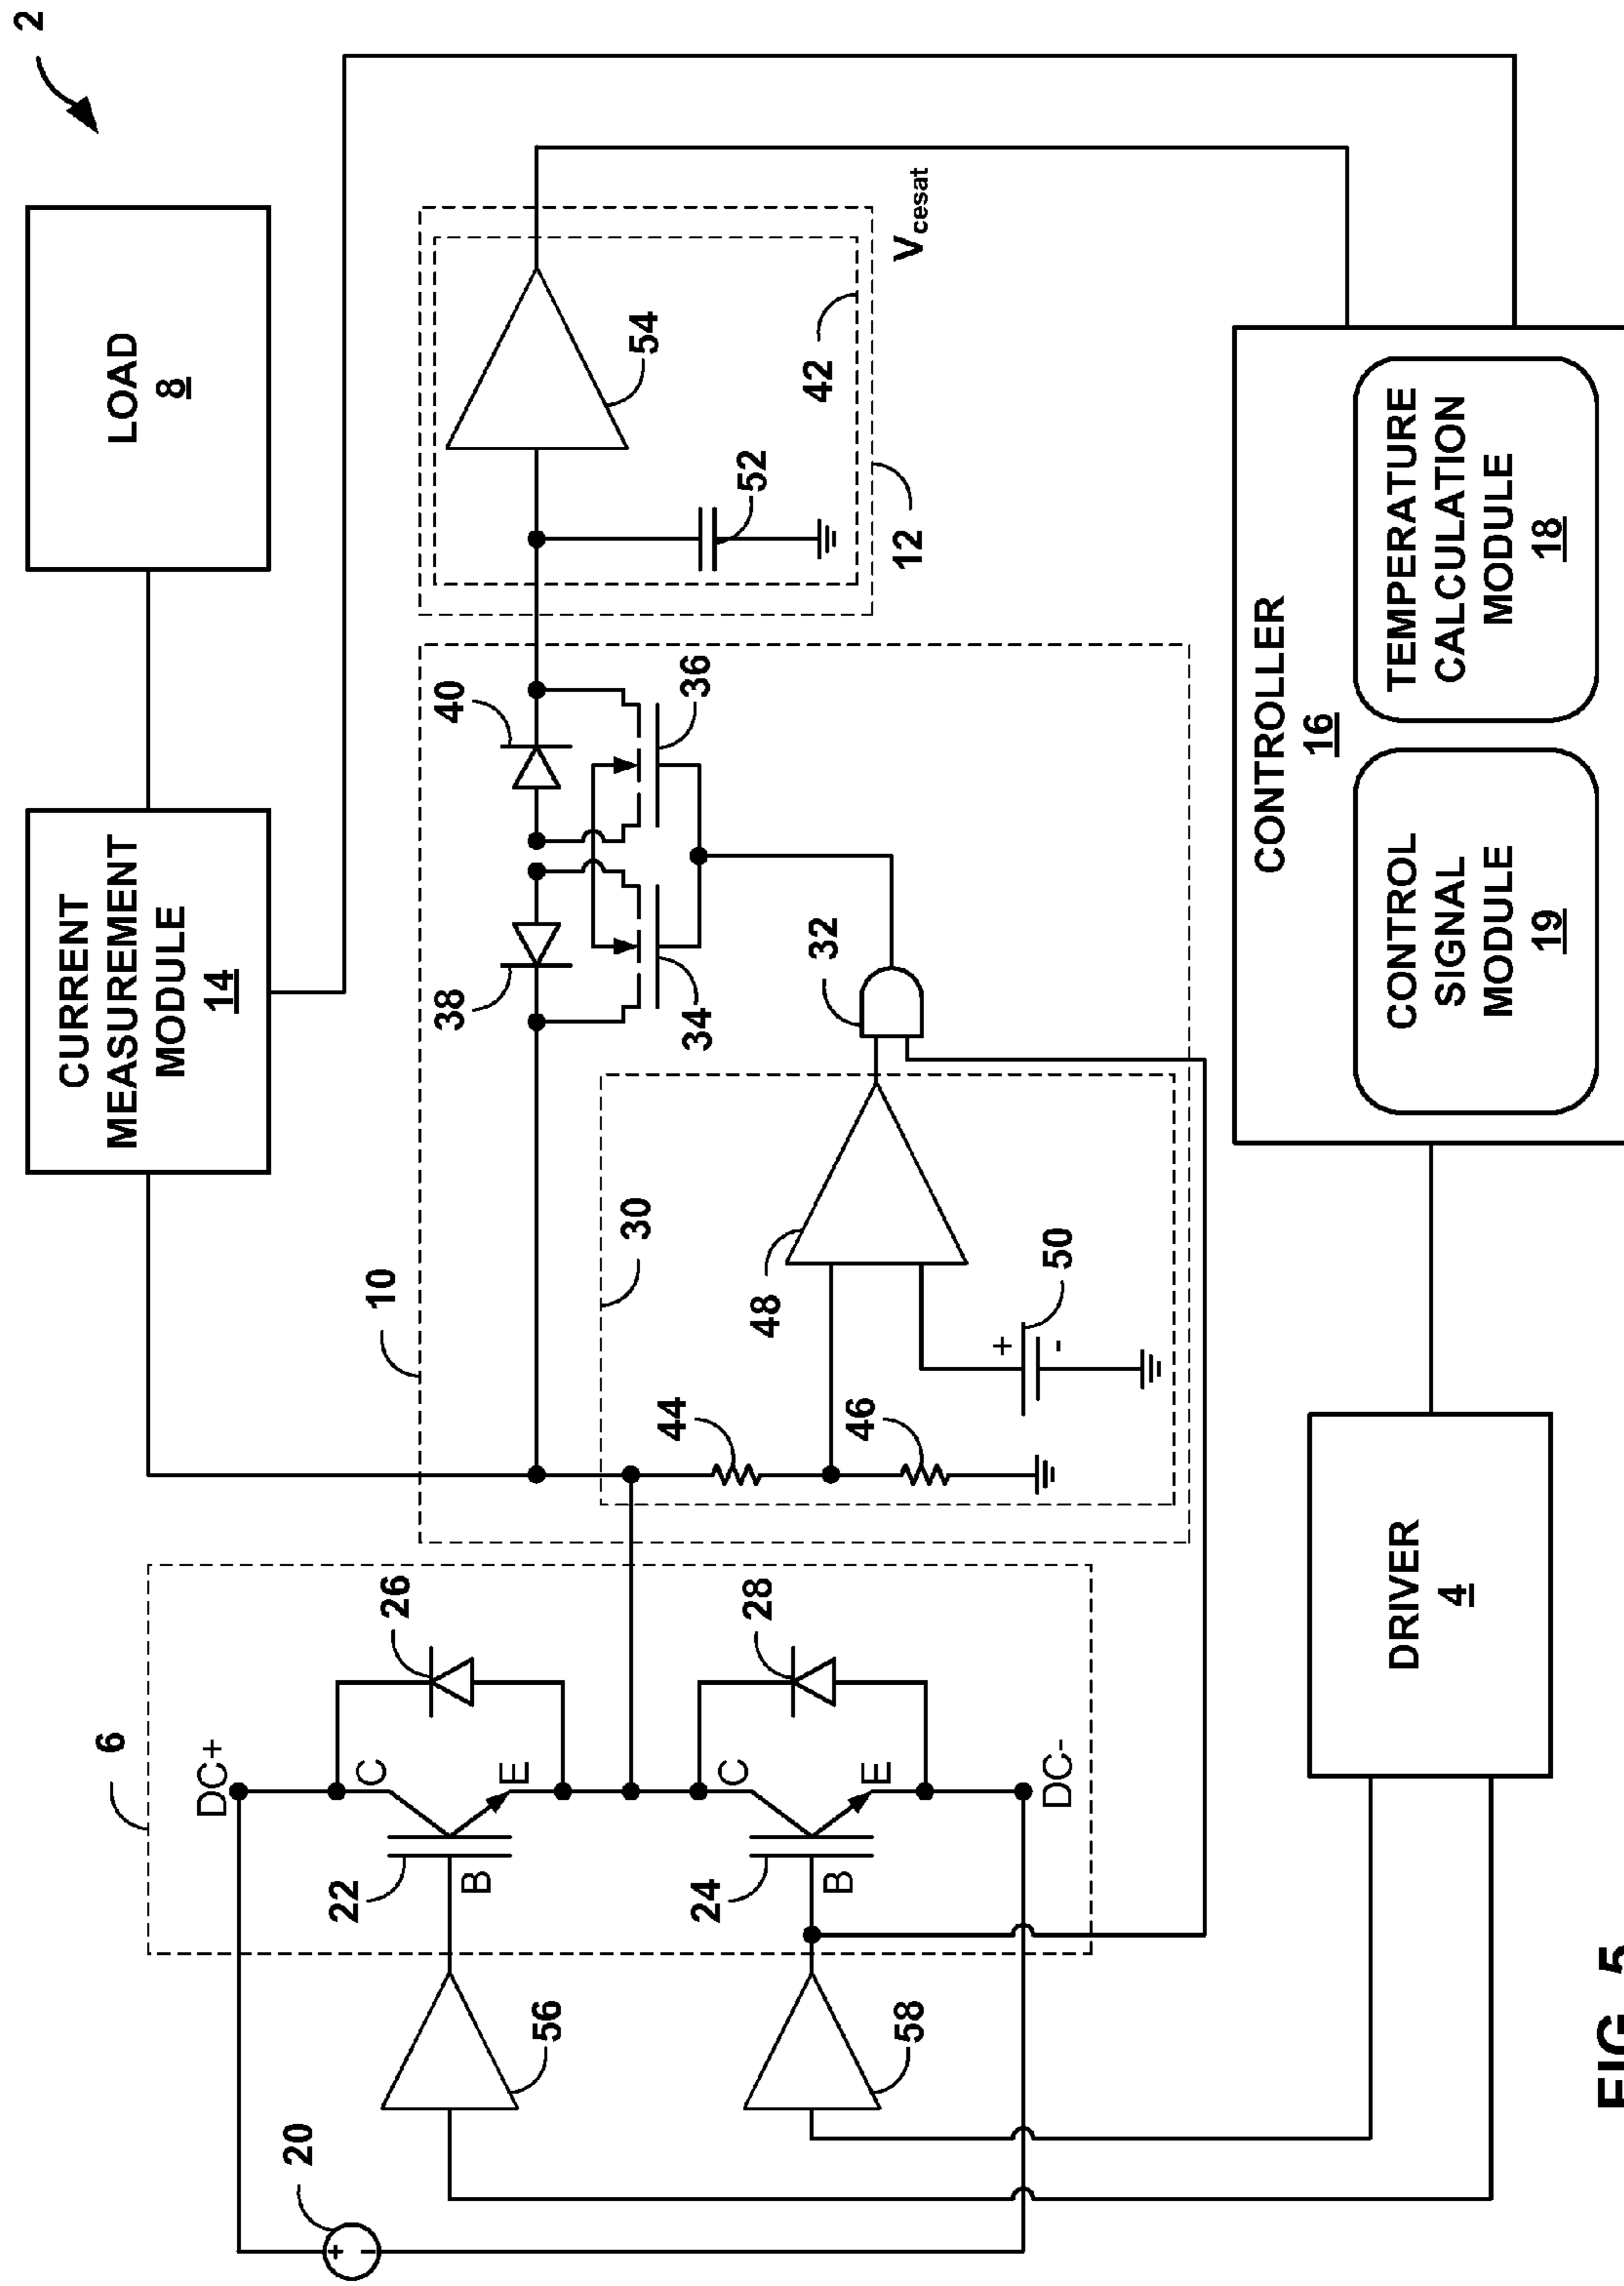 2
LOAD
8
CURRENT
MEASUREMENT
MODULE
14
6
DC+
C
E
B
22
26
C
E
B
24
28
DC-
20
56
58
10
30
44
46
48
50
32
38
40
34
36
54
52
42
12
Vcesat
DRIVER
4
CONTROLLER
16
CONTROL
SIGNAL
MODULE
19
TEMPERATURE
CALCULATION
MODULE
18
+
-
+
-
FIG. 5